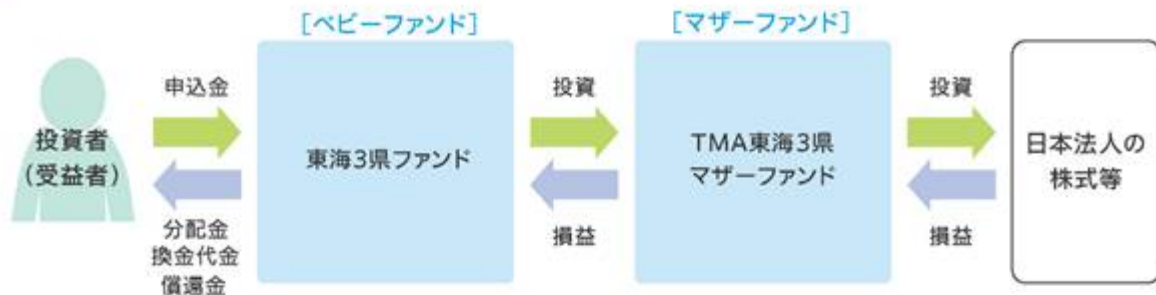 [ベビーファンド]
[マザーファンド]
申込金
投資
投資
投資者
(受益者)
東海3県ファンド
TMA東海3県
マザーファンド
日本法人の
株式等
分配金
換金代金
償還金
損益
損益